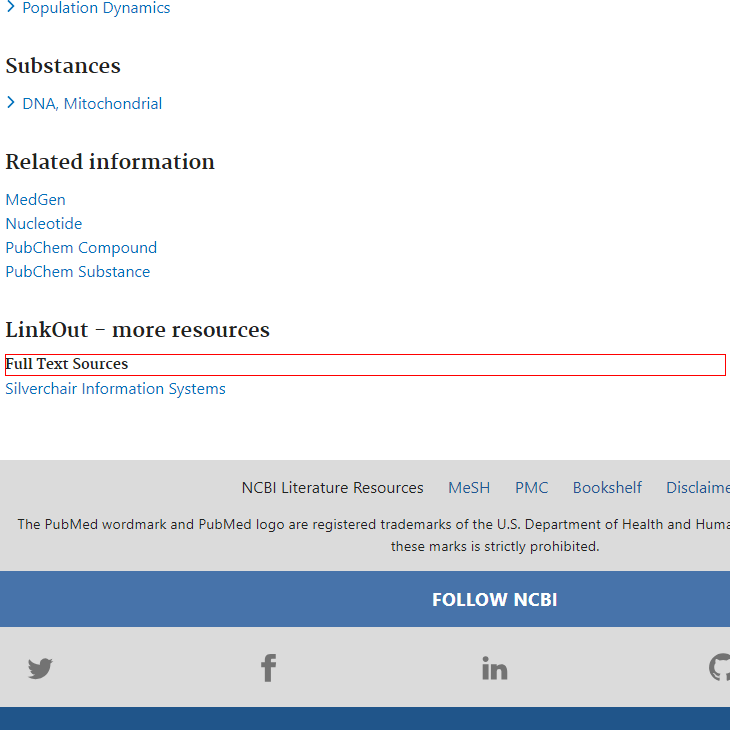 Population Dynamics
Substances
DNA, Mitochondrial
Related information
MedGen
Nucleotide
PubChem Compound
PubChem Substance
LinkOut - more resources
Full Text Sources
Silverchair Information Systems
NCBI Literature Resources MeSH PMC Bookshelf Disclaime
The PubMed wordmark and PubMed logo are registered trademarks of the U.S. Department of Health and Huma
these marks is strictly prohibited.
FOLLOW NCBI